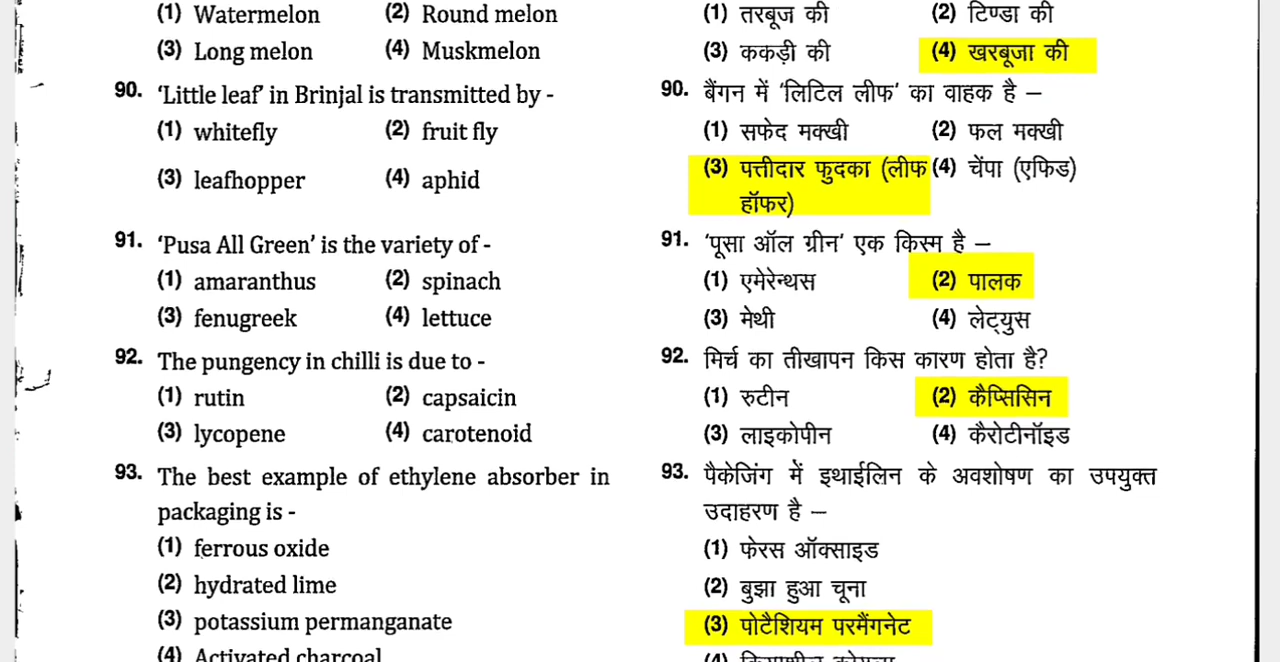 (1) Watermelon (2) Round melon
(3) Long melon (4) Muskmelon
90. 'Little leaf' in Brinjal is transmitted by -
(1) whitefly (2) fruit fly
(3) leafhopper (4) aphid
91. 'Pusa All Green' is the variety of -
(1) amaranthus (2) spinach
(3) fenugreek (4) lettuce
92. The pungency in chilli is due to -
(1) rutin (2) capsaicin
(3) lycopene (4) carotenoid
93. The best example of ethylene absorber in
packaging is -
(1) ferrous oxide
(2) hydrated lime
(3) potassium permanganate
(4) Activated charcoal
(1) तरबूज की (2) टिण्डा की
(3) ककड़ी की (4) खरबूजा की
90. बैंगन में 'लिटिल लीफ' का वाहक है –
(1) सफेद मक्खी (2) फल मक्खी
(3) पत्तीदार फुदका (लीफ (4) चेंपा (एफिड)
हॉफर)
91. 'पूसा ऑल ग्रीन' एक किस्म है –
(1) एमेरेन्थस (2) पालक
(3) मेथी (4) लेट्युस
92. मिर्च का तीखापन किस कारण होता है?
(1) रुटीन (2) कैप्सिसिन
(3) लाइकोपीन (4) कैरोटीनॉइड
93. पैकेजिंग में इथाईलिन के अवशोषण का उपयुक्त
उदाहरण है –
(1) फेरस ऑक्साइड
(2) बुझा हुआ चूना
(3) पोटैशियम परमैंगनेट
(4)